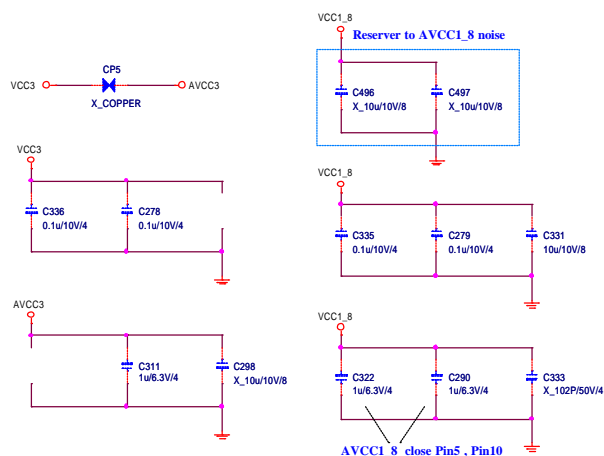 VCC1_8
Reserver to AVCC1_8 noise
CP5
VCC3
AVCC3
X_COPPER
C496
X_10u/10V/8
C497
X_10u/10V/8
VCC3
C336
0.1u/10V/4
C278
0.1u/10V/4
VCC1_8
C335
0.1u/10V/4
C279
0.1u/10V/4
C331
10u/10V/8
AVCC3
C311
1u/6.3V/4
C298
X_10u/10V/8
VCC1_8
C322
1u/6.3V/4
C290
1u/6.3V/4
C333
X_102P/50V/4
AVCC1_8 close Pin5 , Pin10